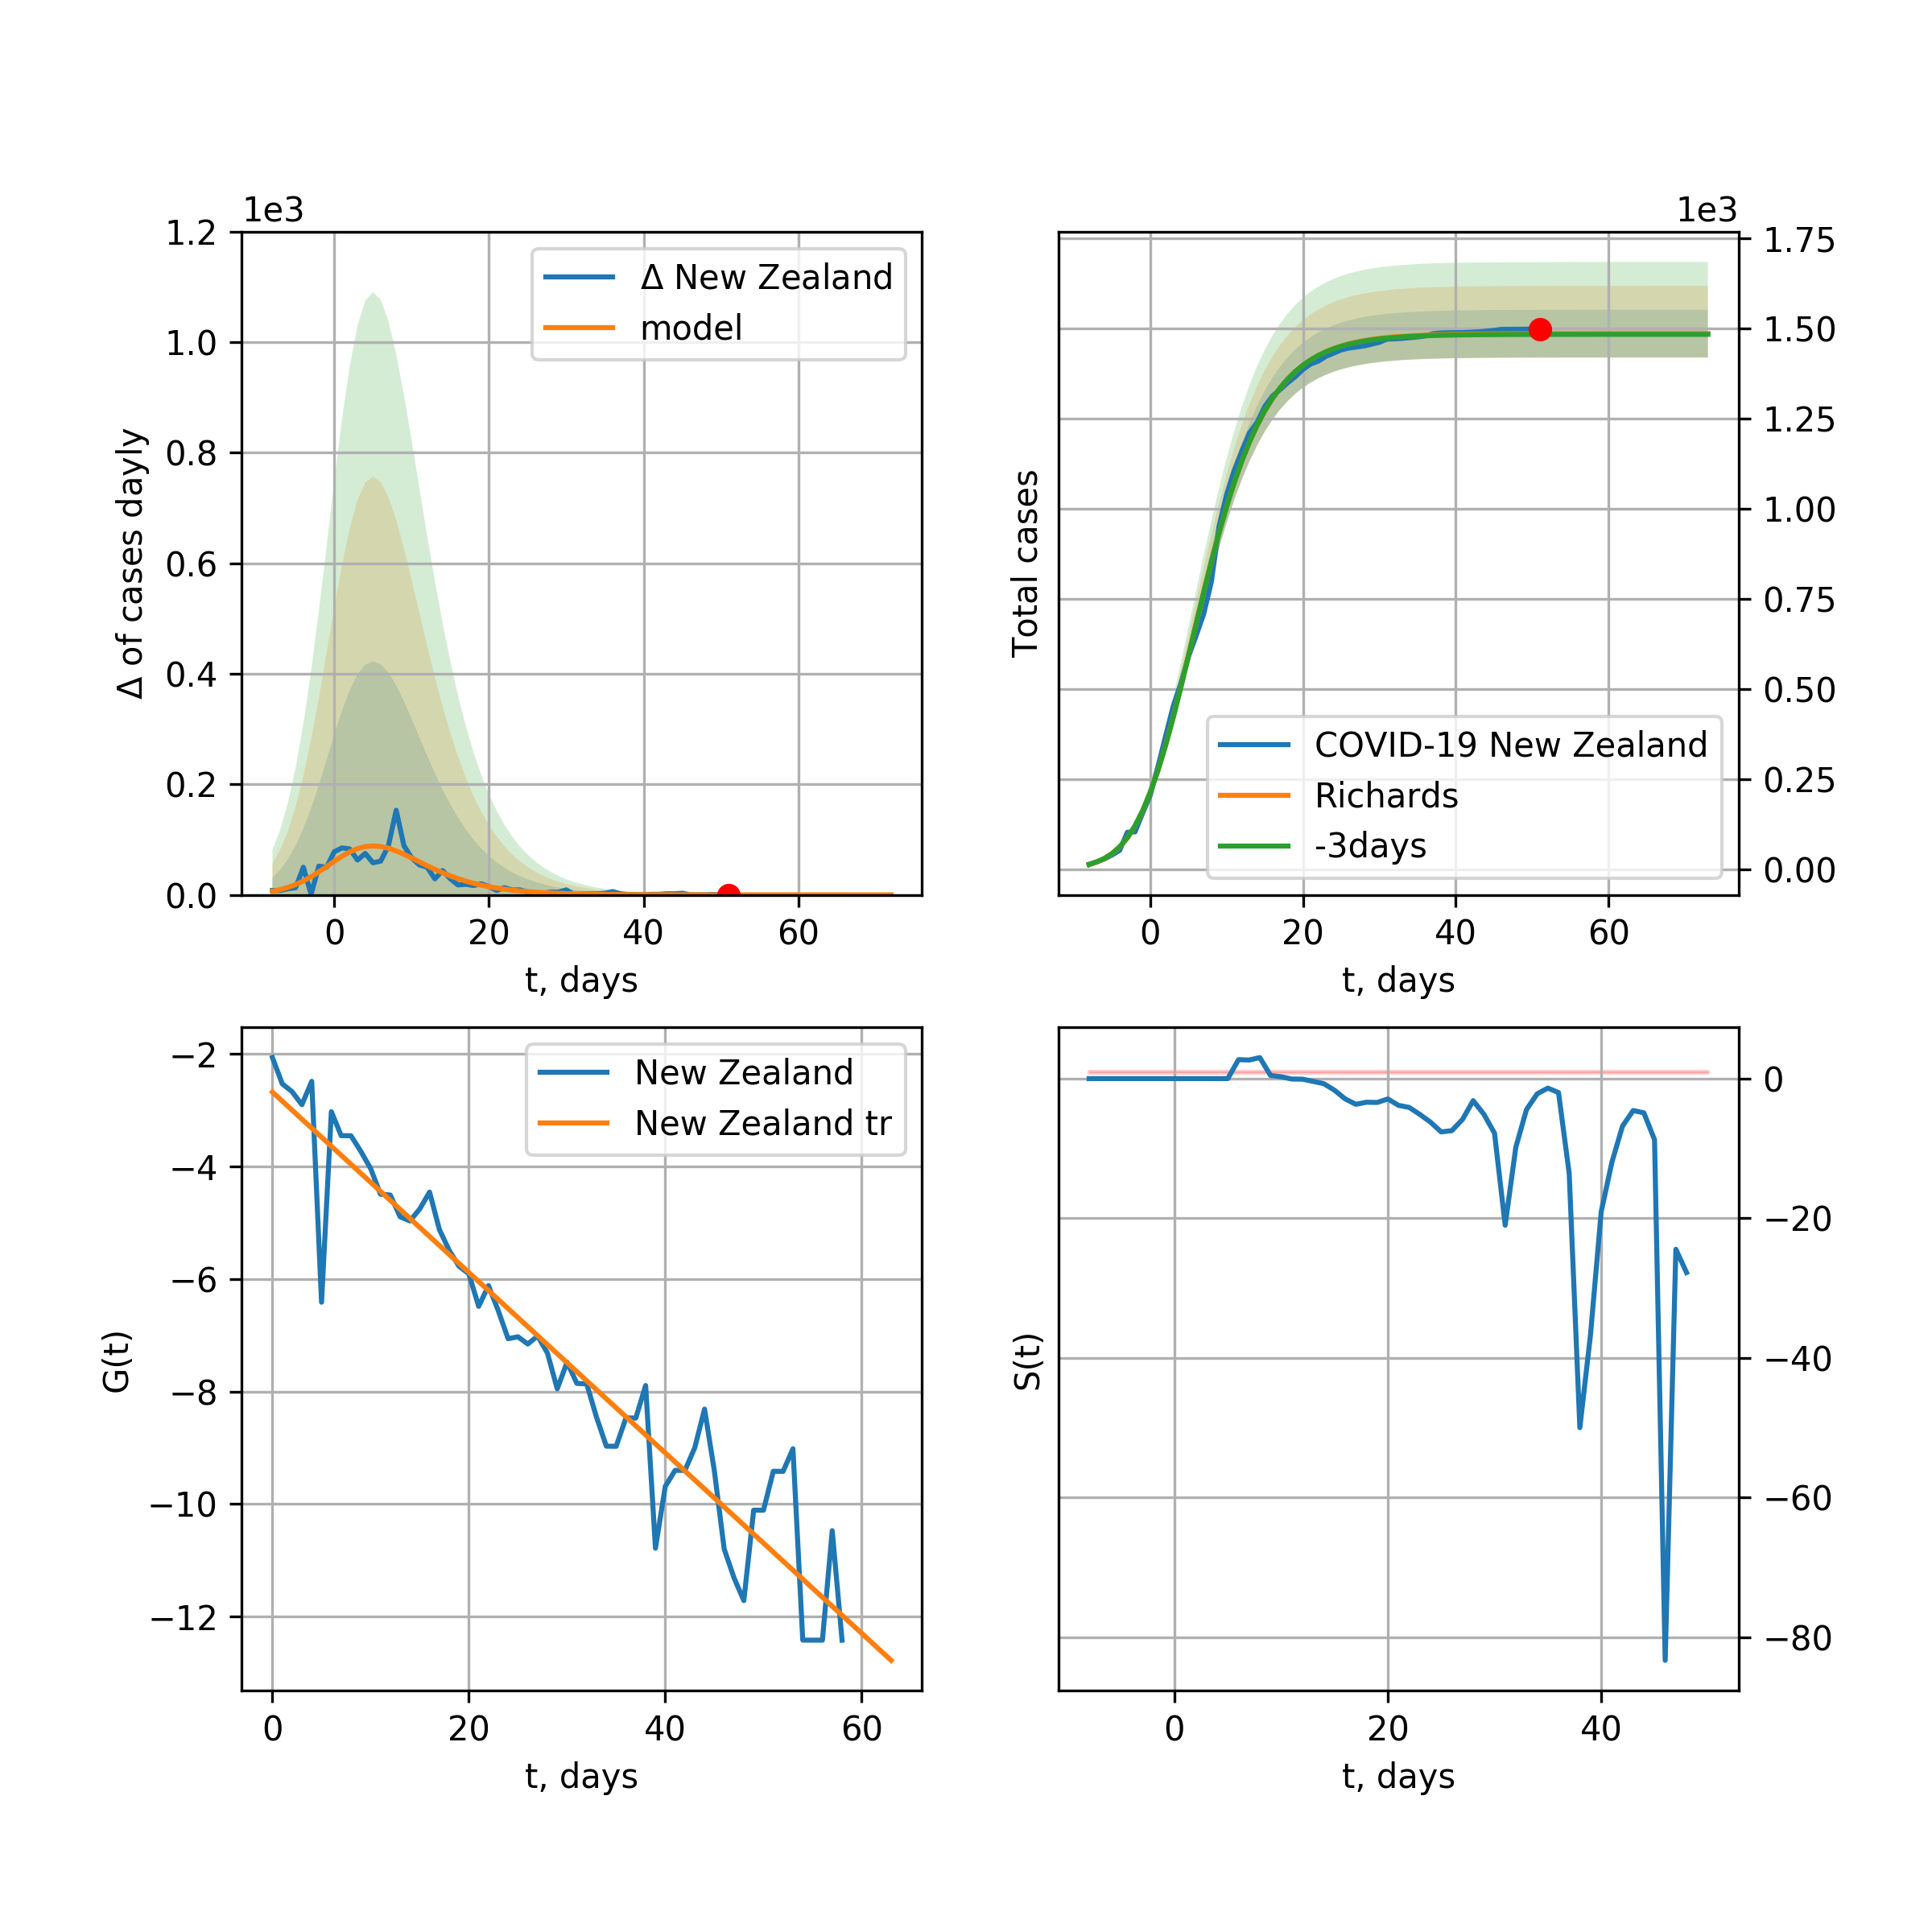 1e3
1.2
1.0
0.8
0.6
0.4
0.2
0.0
Δ of cases dayly
Δ New Zealand
model
0 20 40 60
t, days
1e3
1.75
1.50
1.25
1.00
0.75
0.50
0.25
0.00
Total cases
COVID-19 New Zealand
Richards
-3days
0 20 40 60
t, days
−2
−4
−6
−8
−10
−12
G(t)
New Zealand
New Zealand tr
0 20 40 60
t, days
0
−20
−40
−60
−80
S(t)
0 20 40
t, days